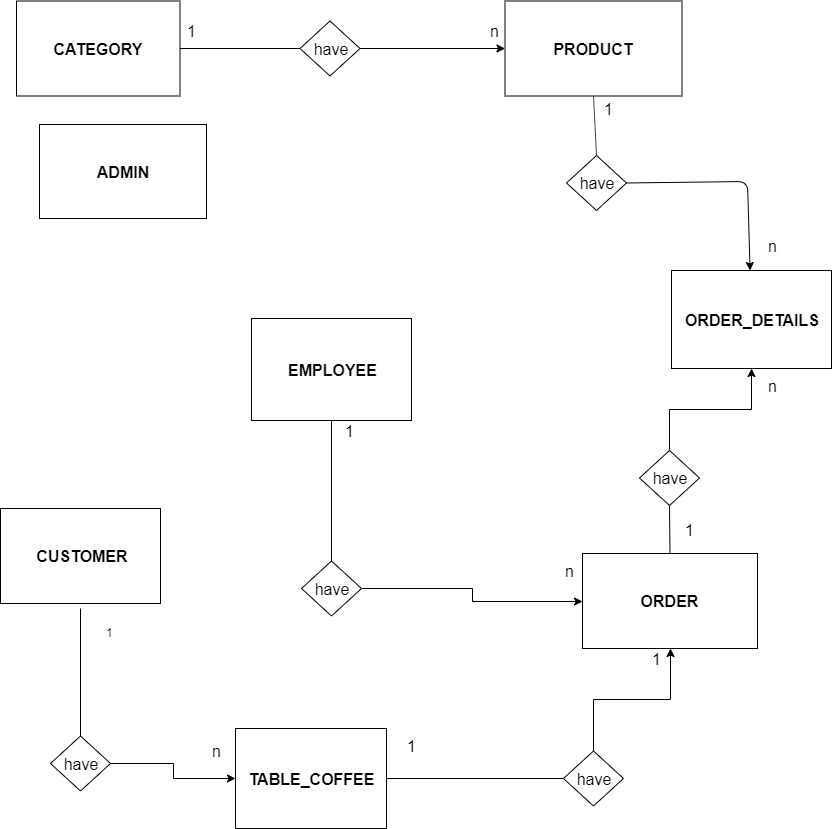 CATEGORY
1
have
n
PRODUCT
1
ADMIN
have
n
ORDER_DETAILS
EMPLOYEE
n
1
have
CUSTOMER
1
n
have
ORDER
1
1
n
1
have
TABLE_COFFEE
have